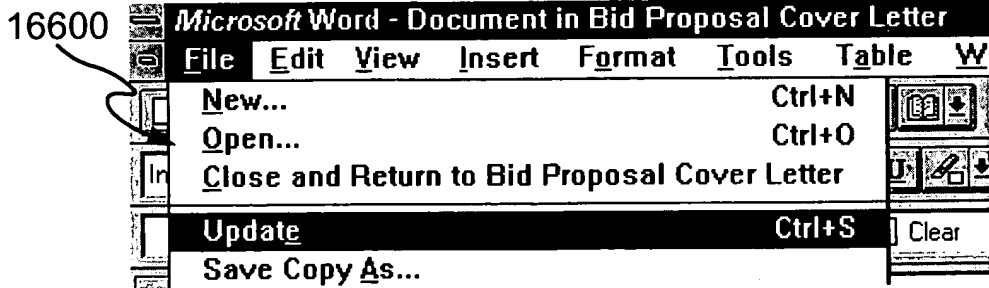 16600
Microsoft Word - Document in Bid Proposal Cover Letter
File Edit View Insert Format Tools Table W
New... Ctrl+N
Open... Ctrl+O
Close and Return to Bid Proposal Cover Letter
In U
Update Ctrl+S Clear
Save Copy As...